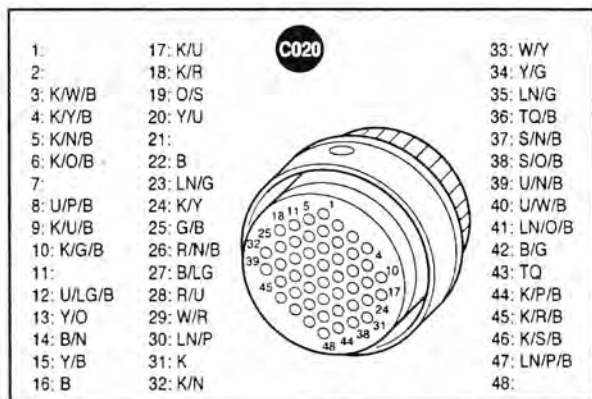 C020
1:
2:
3: K/W/B
4: K/Y/B
5: K/N/B
6: K/O/B
7:
8: U/P/B
9: K/U/B
10: K/G/B
11:
12: U/LG/B
13: Y/O
14: B/N
15: Y/B
16: B
17: K/U
18: K/R
19: O/S
20: Y/U
21:
22: B
23: LN/G
24: K/Y
25: G/B
26: R/N/B
27: B/LG
28: R/U
29: W/R
30: LN/P
31: K
32: K/N
1
5
11
18
25
32
39
45
4
10
17
24
31
38
44
48
33: W/Y
34: Y/G
35: LN/G
36: TQ/B
37: S/N/B
38: S/O/B
39: U/N/B
40: U/W/B
41: LN/O/B
42: B/G
43: TQ
44: K/P/B
45: K/R/B
46: K/S/B
47: LN/P/B
48: